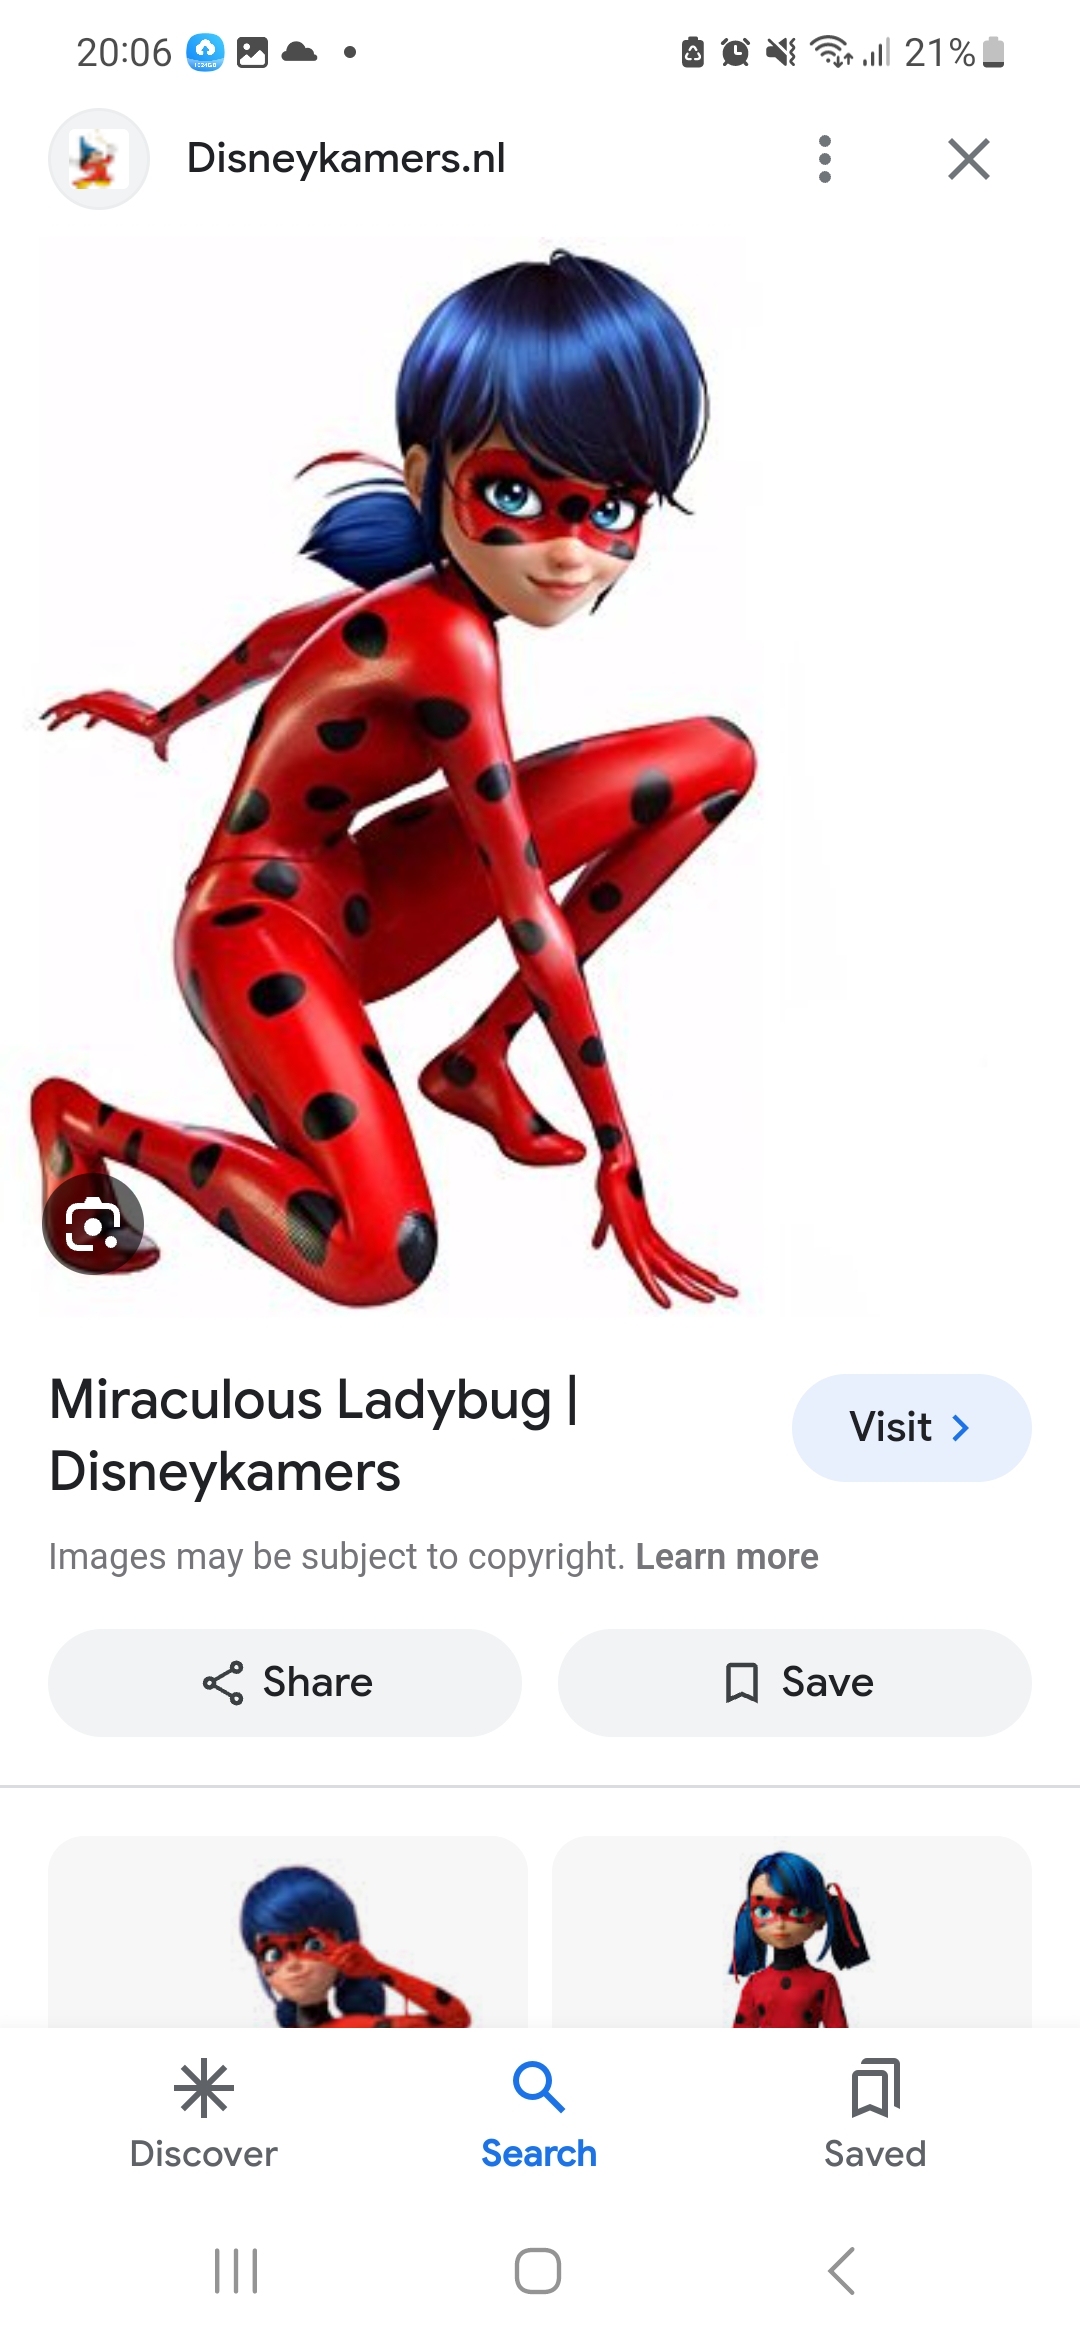 20:06
21%
Disneykamers.nl
Miraculous Ladybug |
Disneykamers
Visit
Images may be subject to copyright. Learn more
Share
Save
Discover
Search
Saved